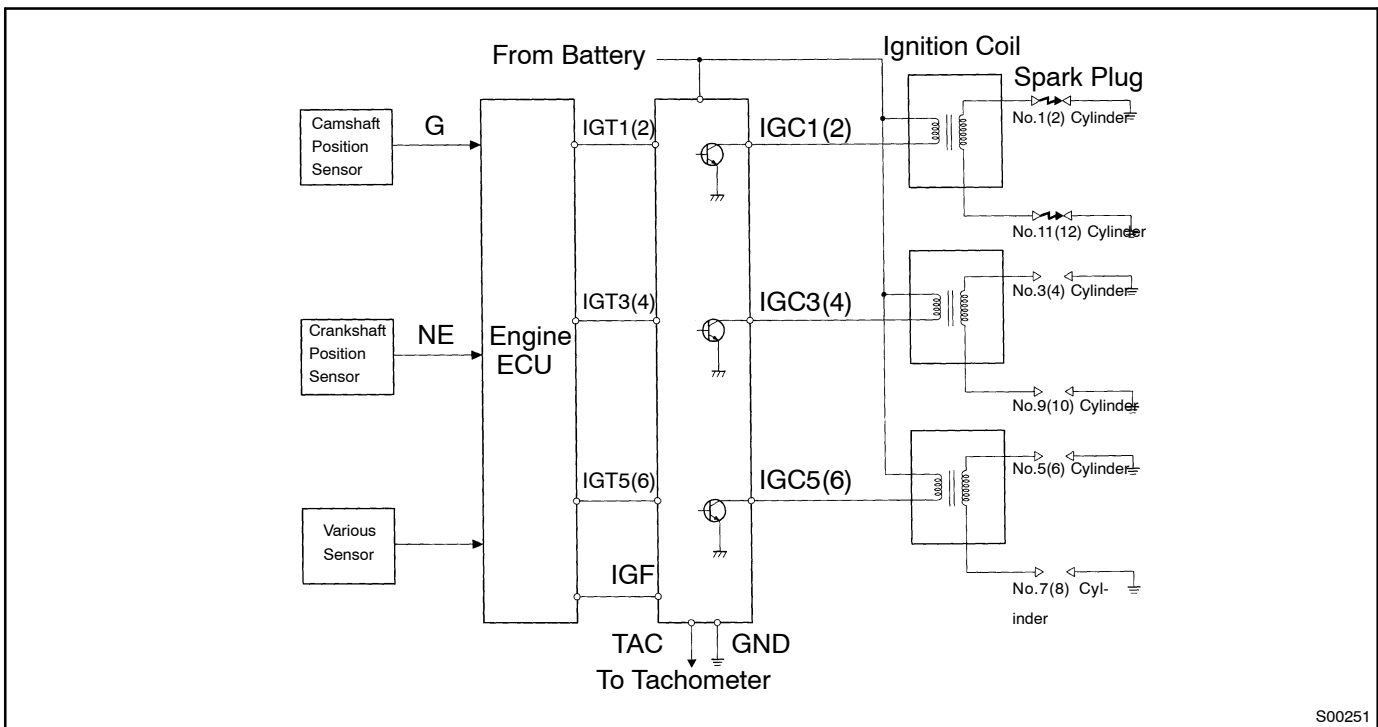 From Battery
Ignition Coil
Spark Plug
Camshaft
Position
Sensor
G
IGT1(2)
IGC1(2)
No.1(2) Cylinder
No.11(12) Cylinder
Crankshaft
Position
Sensor
NE
Engine
ECU
IGT3(4)
IGC3(4)
No.3(4) Cylinder
No.9(10) Cylinder
Various
Sensor
IGT5(6)
IGC5(6)
No.5(6) Cylinder
IGF
No.7(8) Cyl-
inder
TAC
GND
To Tachometer
S00251